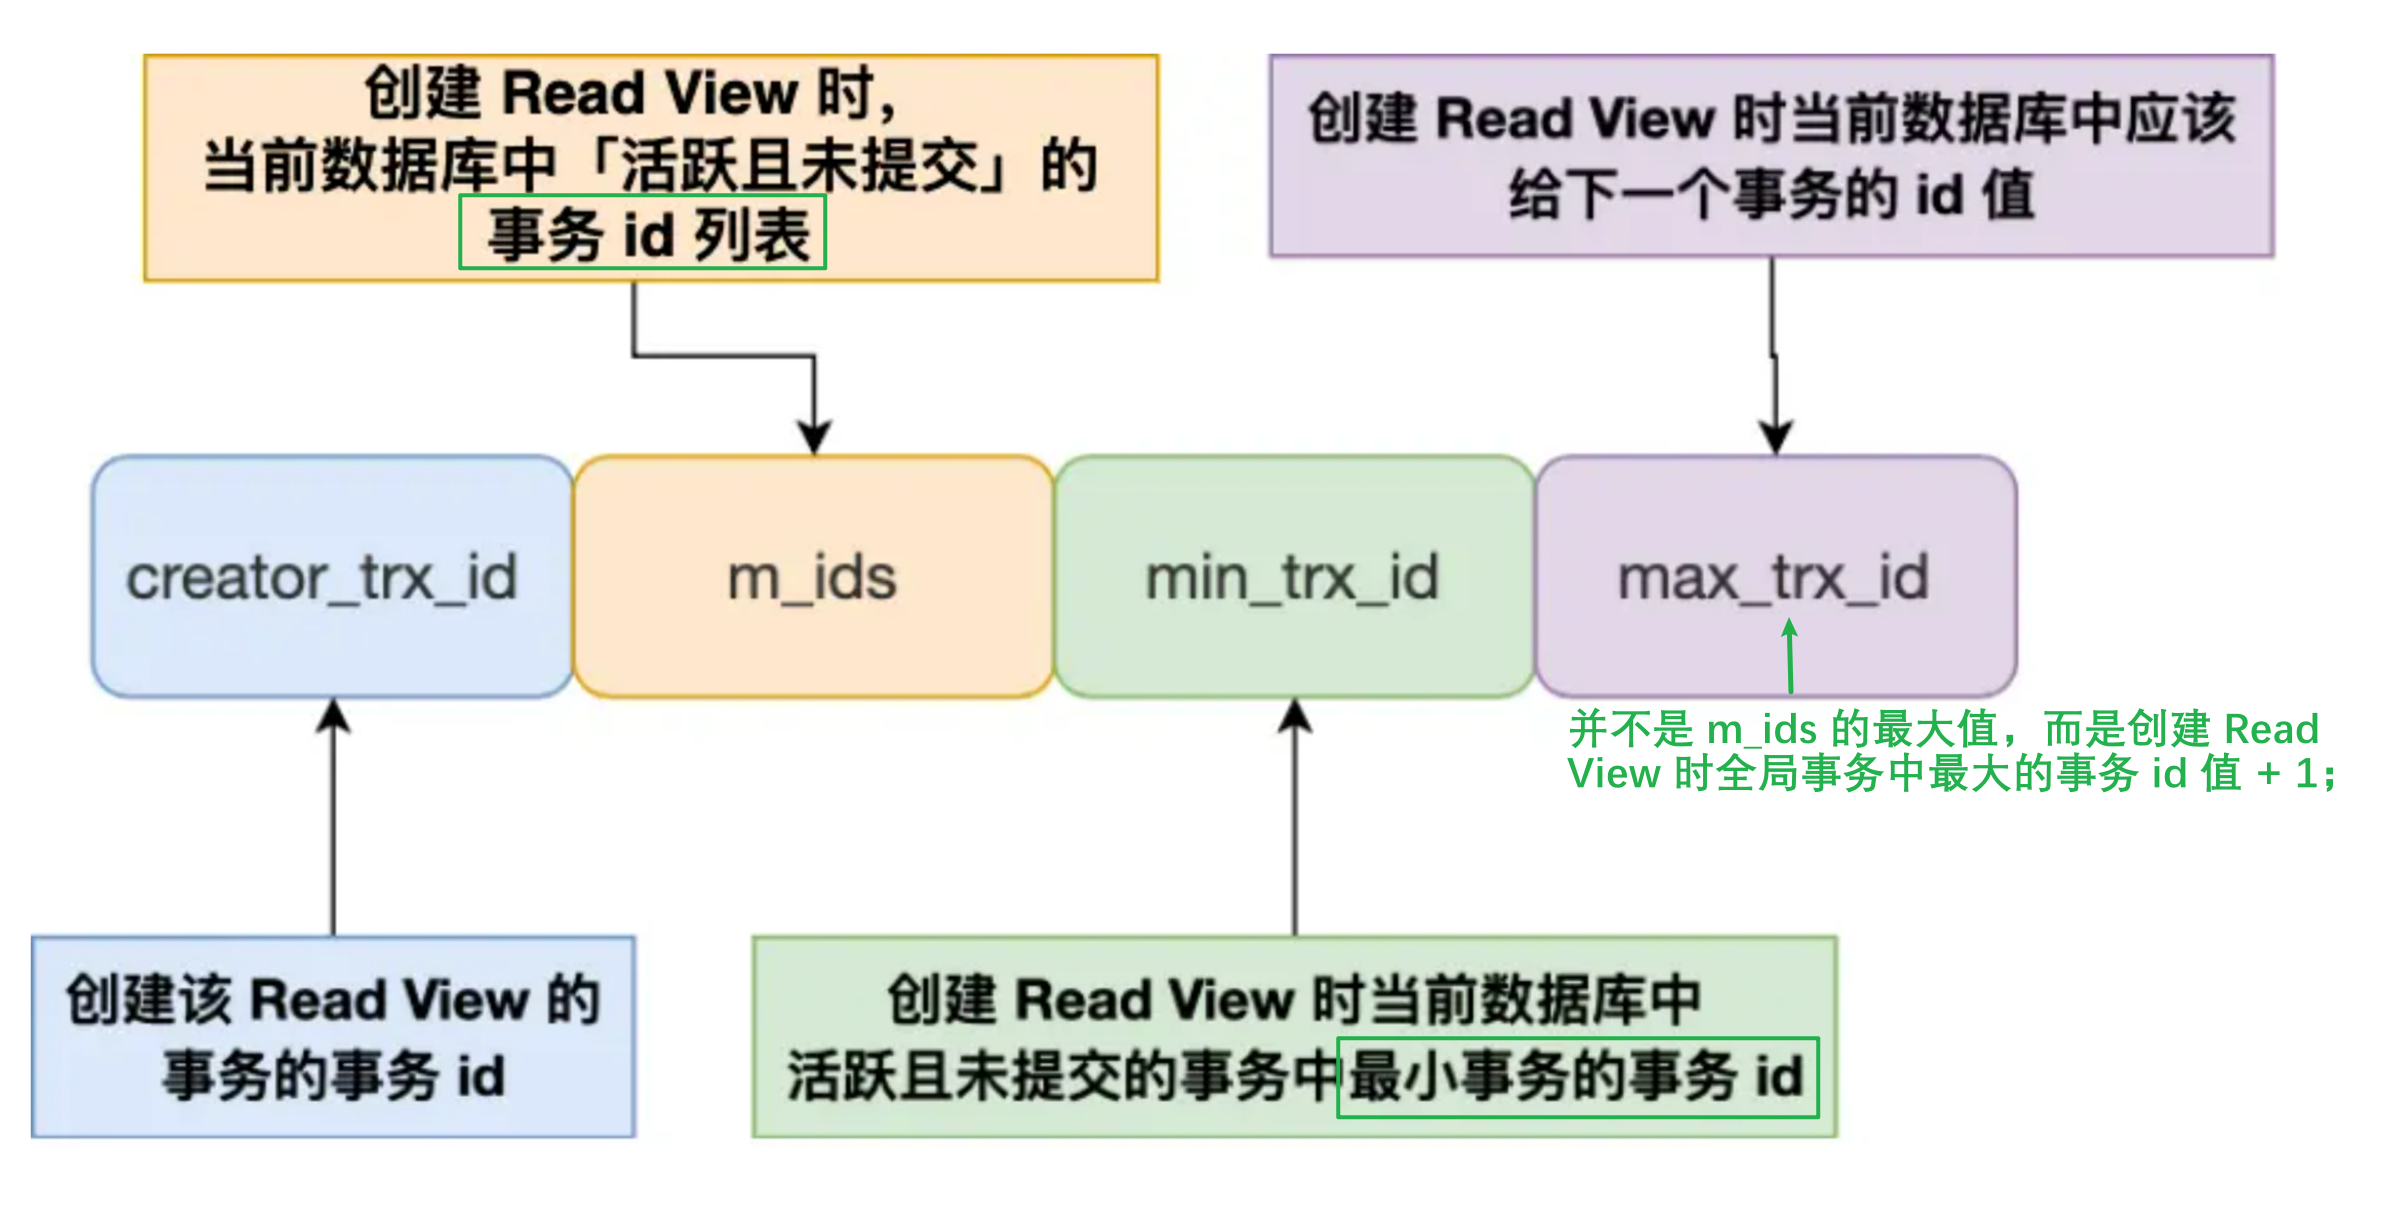 创建 Read View 时，
当前数据库中「活跃且未提交」的
事务 id 列表
创建 Read View 时当前数据库中应该
给下一个事务的 id 值
creator_trx_id
m_ids
min_trx_id
max_trx_id
并不是 m_ids 的最大值，而是创建 Read
View 时全局事务中最大的事务 id 值 + 1；
创建该 Read View 的
事务的事务 id
创建 Read View 时当前数据库中
活跃且未提交的事务中最小事务的事务 id